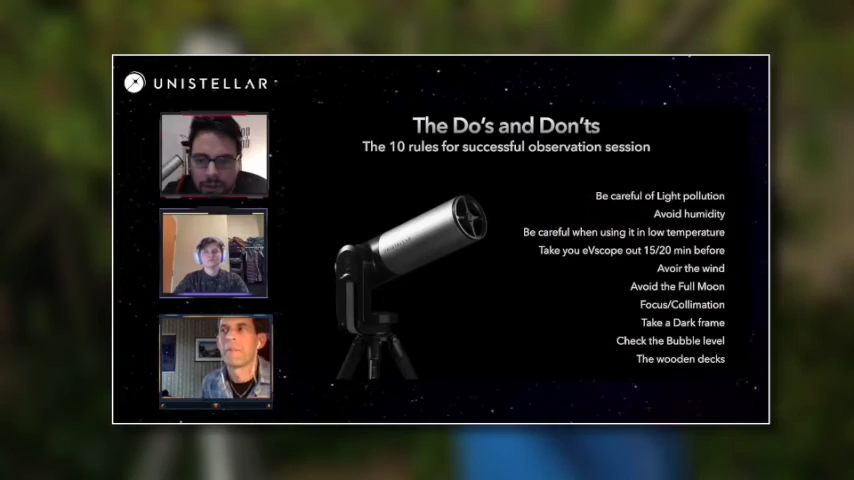 UNISTELLAR
The Do's and Don'ts
The 10 rules for successful observation session
Be careful of Light pollution
Avoid humidity
Be careful when using it in low temperature
Take you eVscope out 15/20 min before
Avoir the wind
Avoid the Full Moon
Focus/Collimation
Take a Dark frame
Check the Bubble level
The wooden decks
UNISTELLAR